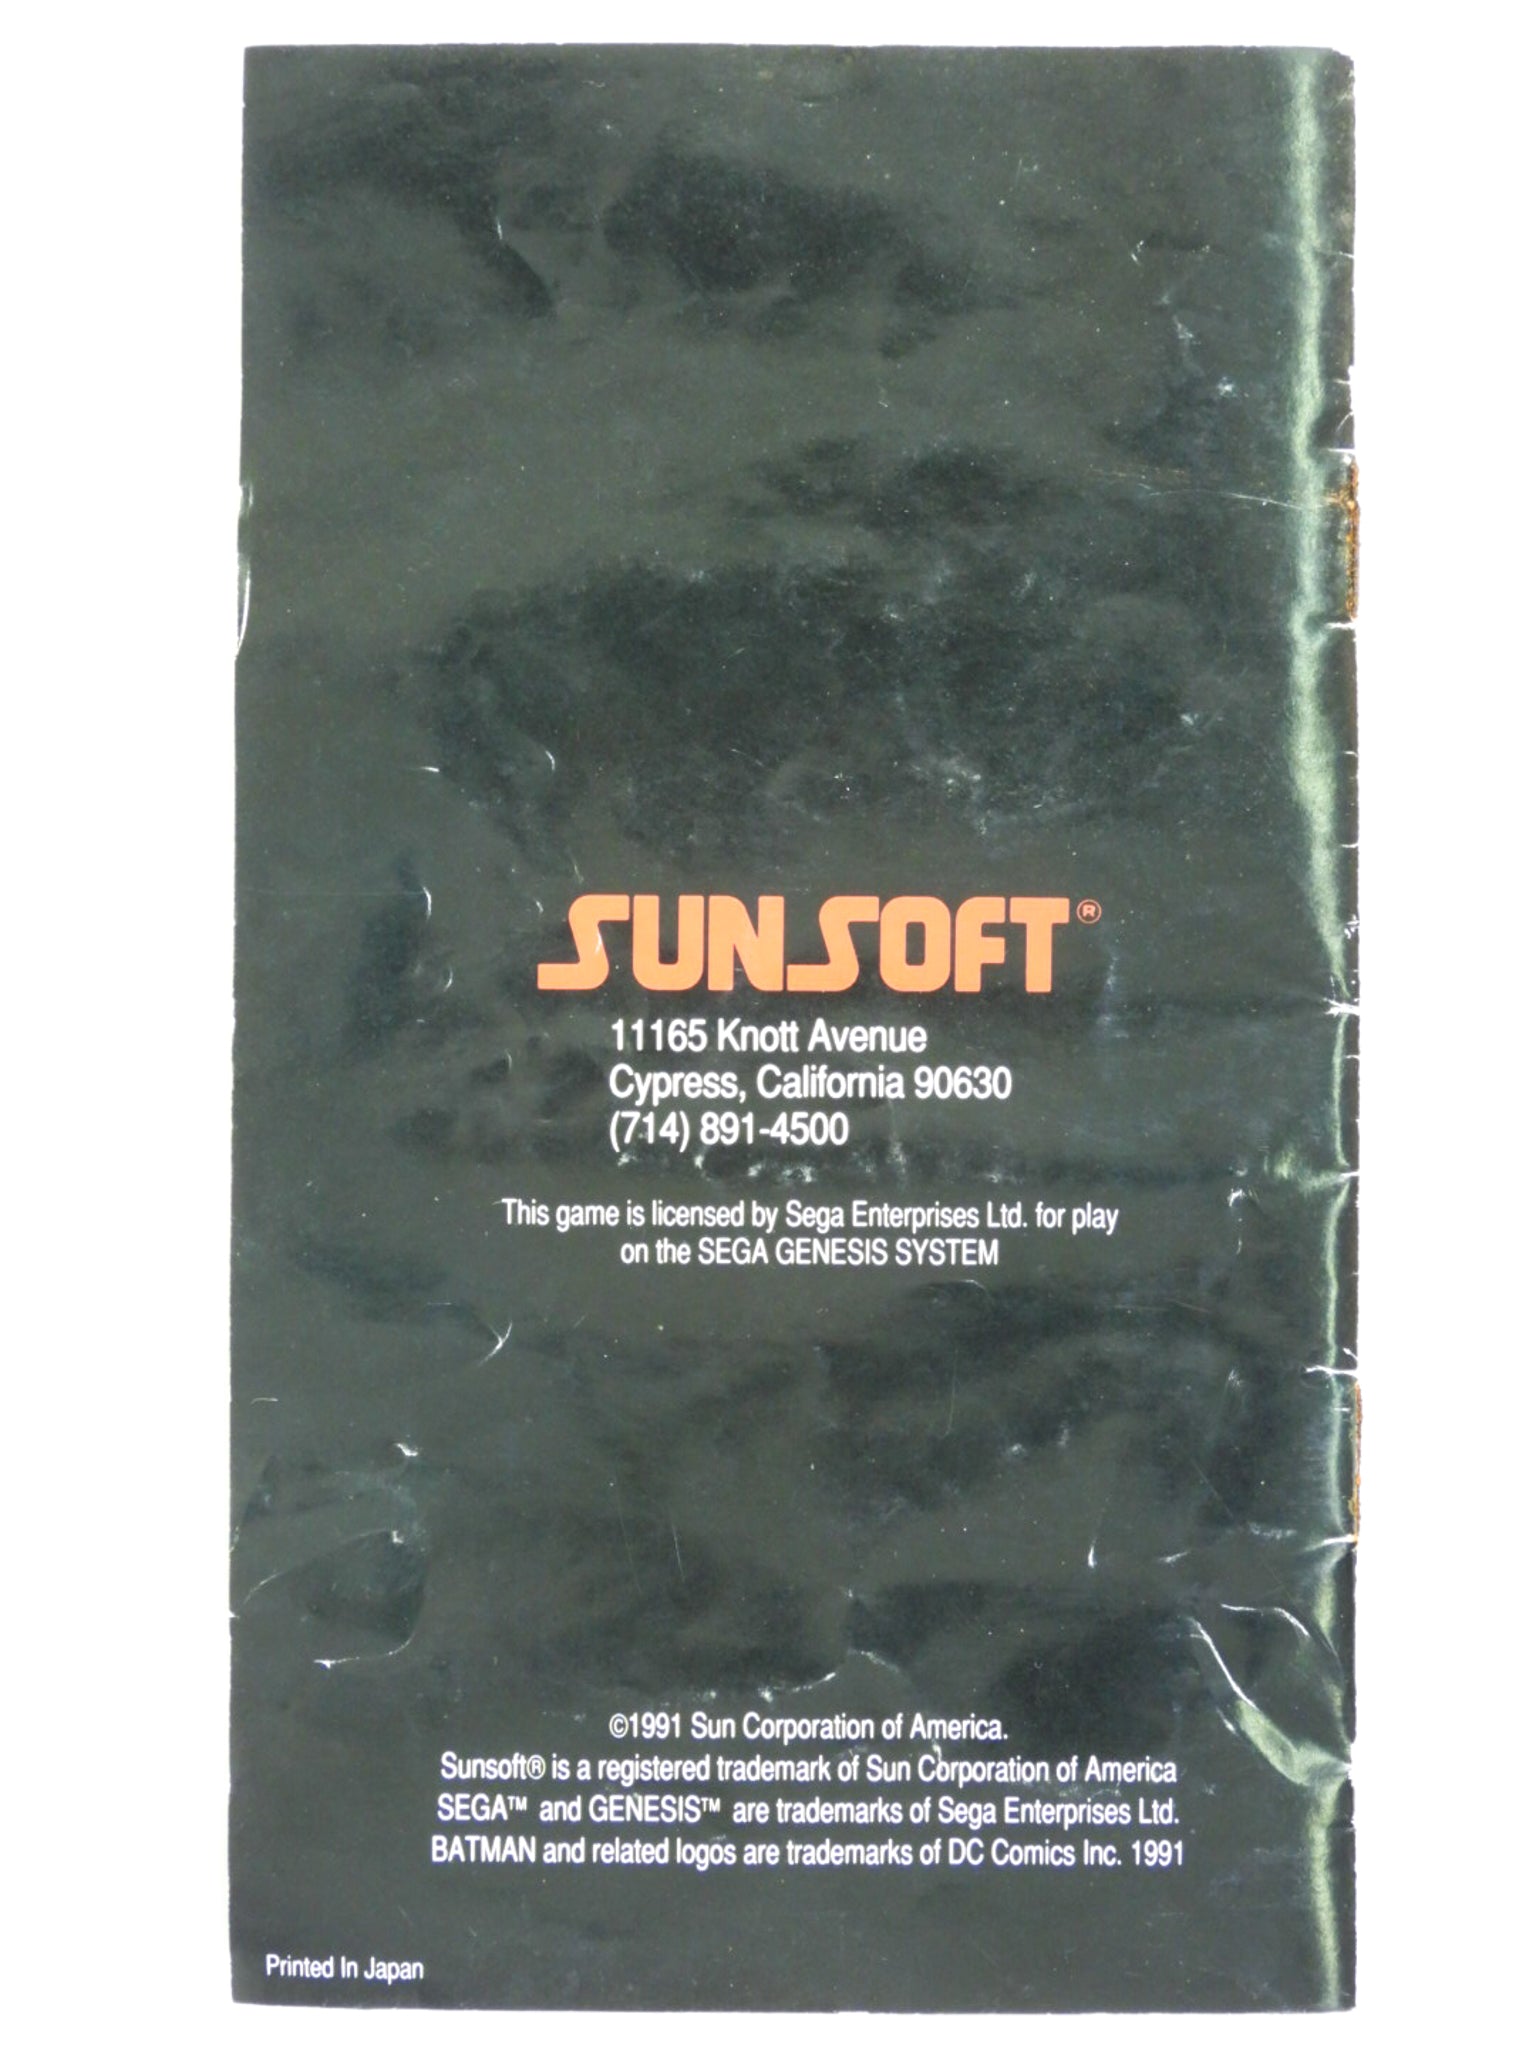 SUNSOFT®
11165 Knott Avenue
Cypress, California 90630
(714) 891-4500
This game is licensed by Sega Enterprises Ltd. for play
on the SEGA GENESIS SYSTEM
©1991 Sun Corporation of America.
Sunsoft® is a registered trademark of Sun Corporation of America
SEGA™ and GENESIS™ are trademarks of Sega Enterprises Ltd.
BATMAN and related logos are trademarks of DC Comics Inc. 1991
Printed In Japan